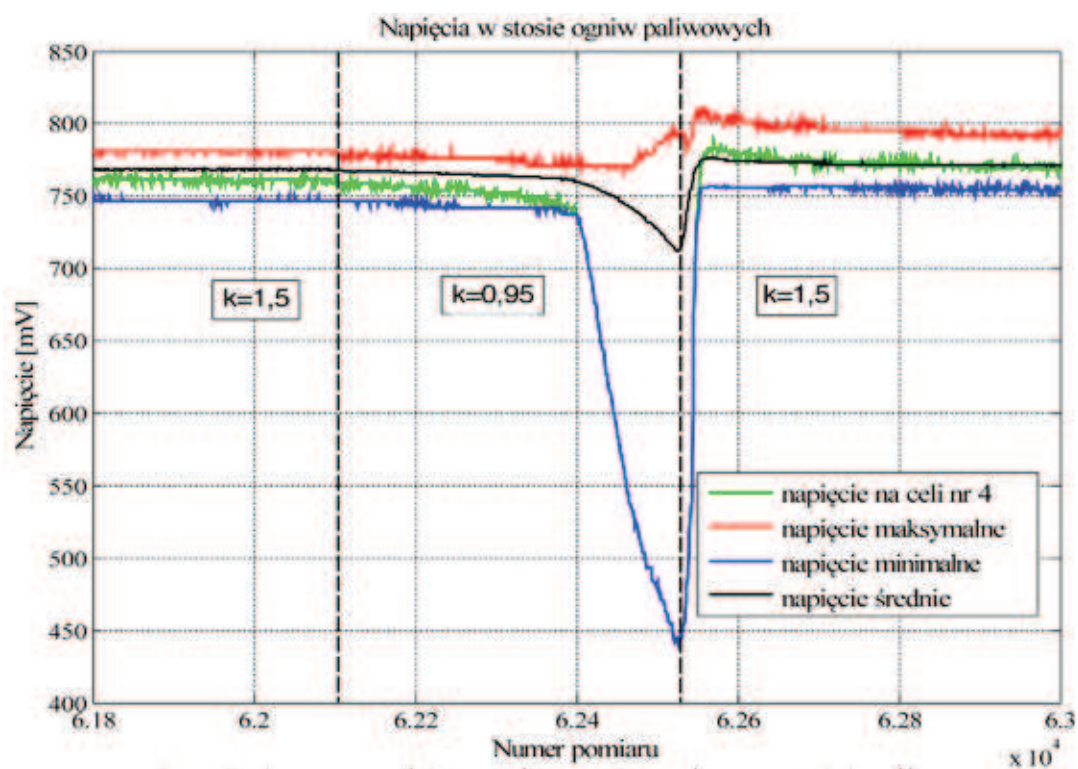 Napięcia w stosie ogniw paliwowych
850
800
750
700
650
600
550
500
450
400
Napięcie [mV]
k=1,5
k=0,95
k=1,5
napięcie na celi nr 4
napięcie maksymalne
napięcie minimalne
napięcie średnie
6.18 6.2 6.22 6.24 6.26 6.28 6.3
Numer pomiaru
x 10⁴